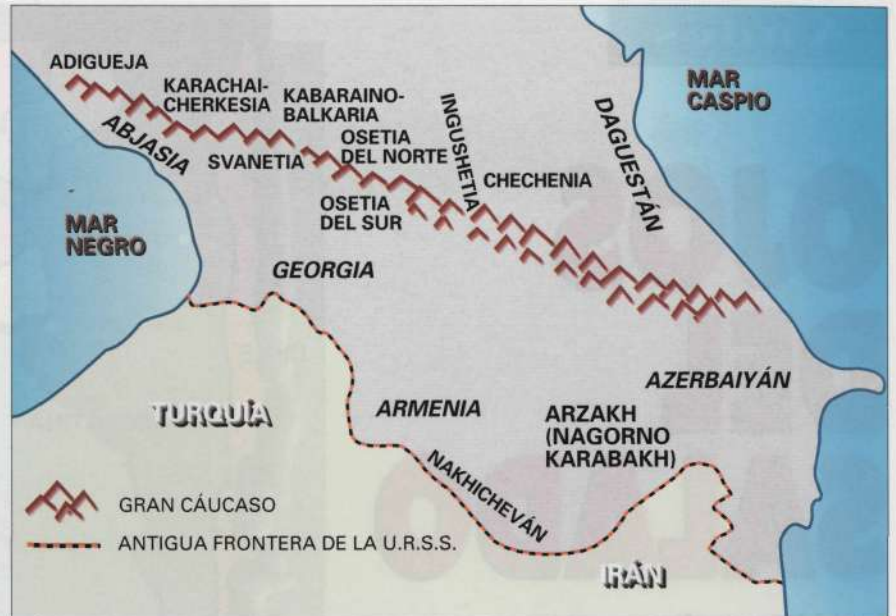 ADIGUEJA
KARACHAI-
CHERKESIA
KABARAINO-
BALKARIA
INGUSHETIA
DAGUESTÁN
MAR
CASPIO
ABJASIA
SVANETIA
OSETIA
DEL NORTE
CHECHENIA
OSETIA
DEL SUR
MAR
NEGRO
GEORGIA
AZERBAIYÁN
TURQUÍA
ARMENIA
ARZAKH
(NAGORNO
KARABAKH)
NAKHICHEVÁN
GRAN CÁUCASO
ANTIGUA FRONTERA DE LA U.R.S.S.
IRÁN